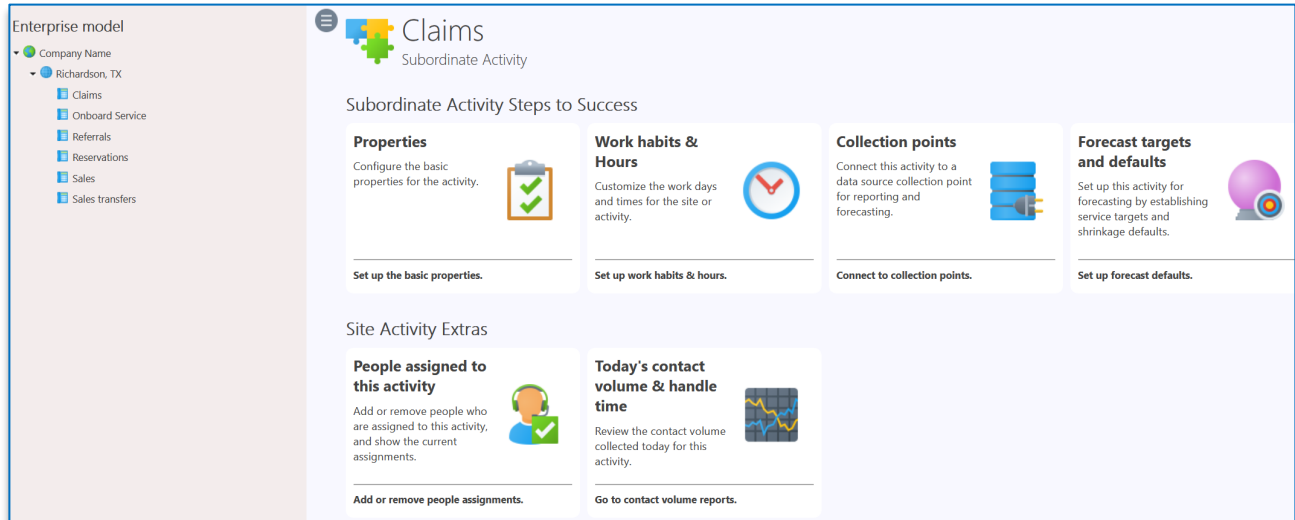 Enterprise model
Company Name
Richardson, TX
Claims
Onboard Service
Referrals
Reservations
Sales
Sales transfers
Claims
Subordinate Activity
Subordinate Activity Steps to Success
Properties
Configure the basic
properties for the activity.
Set up the basic properties.
Work habits &
Hours
Customize the work days
and times for the site or
activity.
Set up work habits & hours.
Collection points
Connect this activity to a
data source collection point
for reporting and
forecasting.
Connect to collection points.
Forecast targets
and defaults
Set up this activity for
forecasting by establishing
service targets and
shrinkage defaults.
Set up forecast defaults.
Site Activity Extras
People assigned to
this activity
Add or remove people who
are assigned to this activity,
and show the current
assignments.
Add or remove people assignments.
Today's contact
volume & handle
time
Review the contact volume
collected today for this
activity.
Go to contact volume reports.